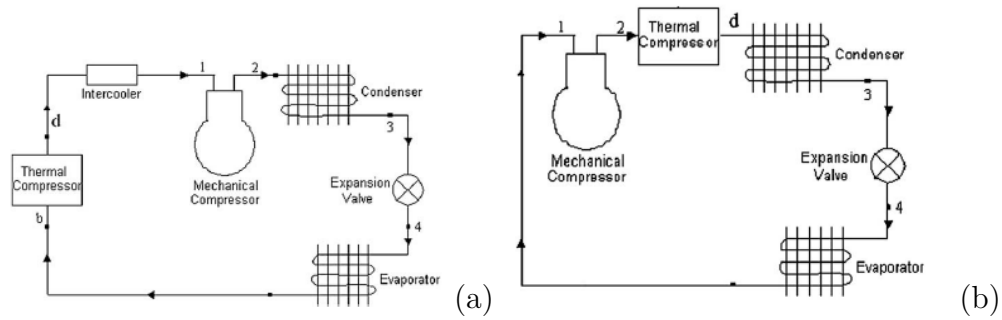 Intercooler
1
2
Condenser
3
d
Thermal
Compressor
b
Mechanical
Compressor
Expansion
Valve
4
Evaporator
(a)
1
2
Thermal
Compressor
d
Condenser
3
Mechanical
Compressor
Expansion
Valve
4
Evaporator
(b)